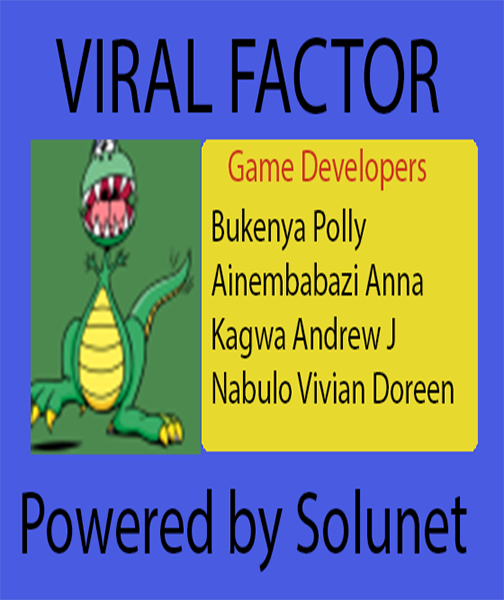 VIRAL FACTOR
Game Developers
Bukenya Polly
Ainembabazi Anna
Kagwa Andrew J
Nabulo Vivian Doreen
Powered by Solunet